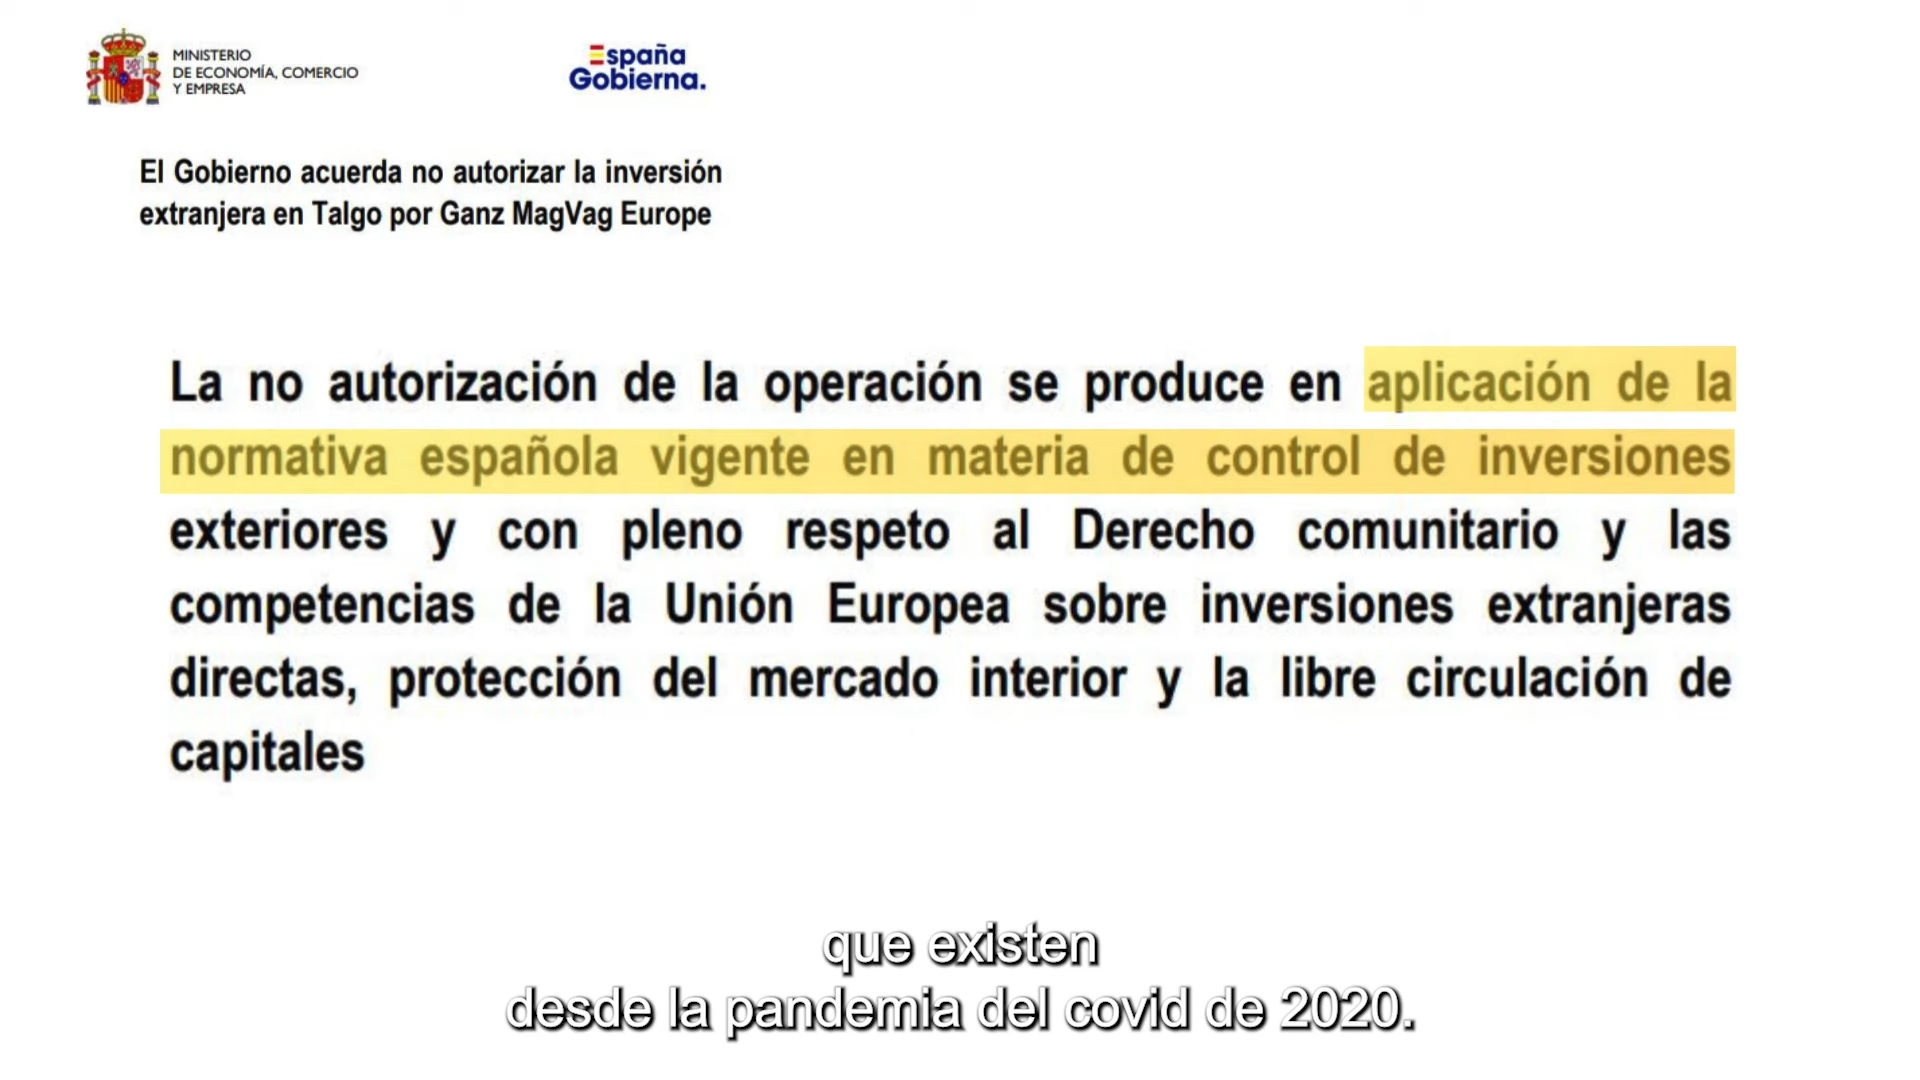 MINISTERIO
DE ECONOMÍA, COMERCIO
Y EMPRESA
España
Gobierna.
El Gobierno acuerda no autorizar la inversión
extranjera en Talgo por Ganz MagVag Europe
La no autorización de la operación se produce en aplicación de la
normativa española vigente en materia de control de inversiones
exteriores y con pleno respeto al Derecho comunitario y las
competencias de la Unión Europea sobre inversiones extranjeras
directas, protección del mercado interior y la libre circulación de
capitales
que existen
desde la pandemia del covid de 2020.